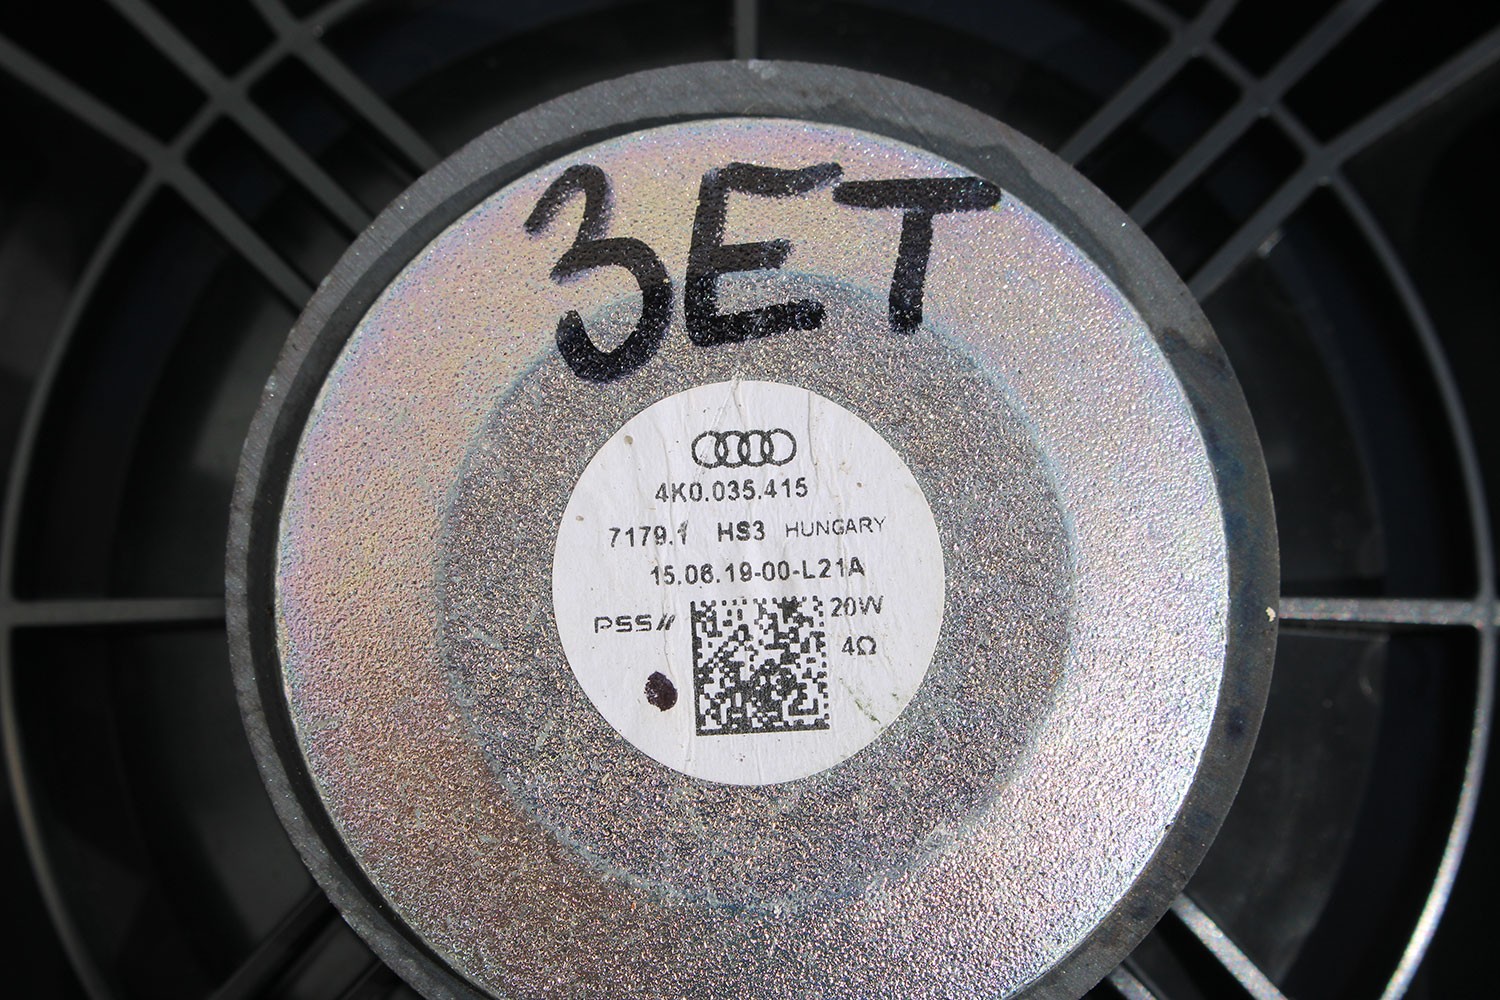 3ET
4K0.035.415
7179.1 HS3 HUNGARY
15.06.19-00-L21A
PSS// 20W
4Ω